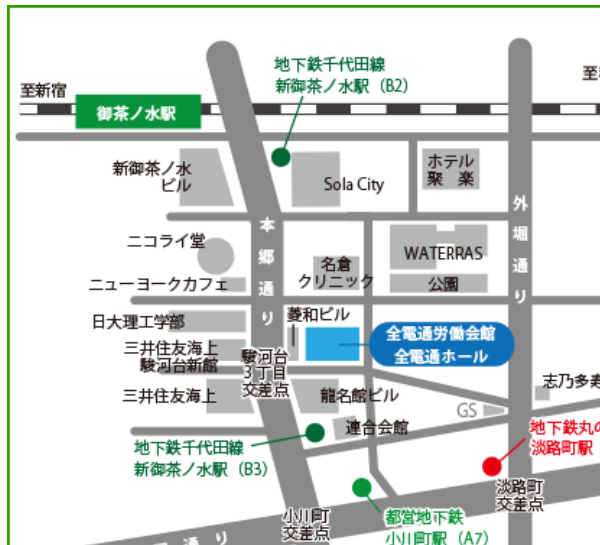 地下鉄千代田線
新御茶ノ水駅（B2）
至新宿
至
御茶ノ水駅
新御茶ノ水
ビル
Sola City
ホテル
聚楽
外堀通り
本郷通り
ニコライ堂
WATERRAS
名倉
クリニック
ニューヨークカフェ
公園
菱和ビル
日大理工学部
全電通労働会館
全電通ホール
三井住友海上
駿河台新館
駿河台
3丁目
交差点
三井住友海上
龍名館ビル
志乃多寿
GS
連合会館
地下鉄丸の
淡路町駅
地下鉄千代田線
新御茶ノ水駅（B3）
淡路町
交差点
小川町
交差点
都営地下鉄
小川町駅（A7）
通り